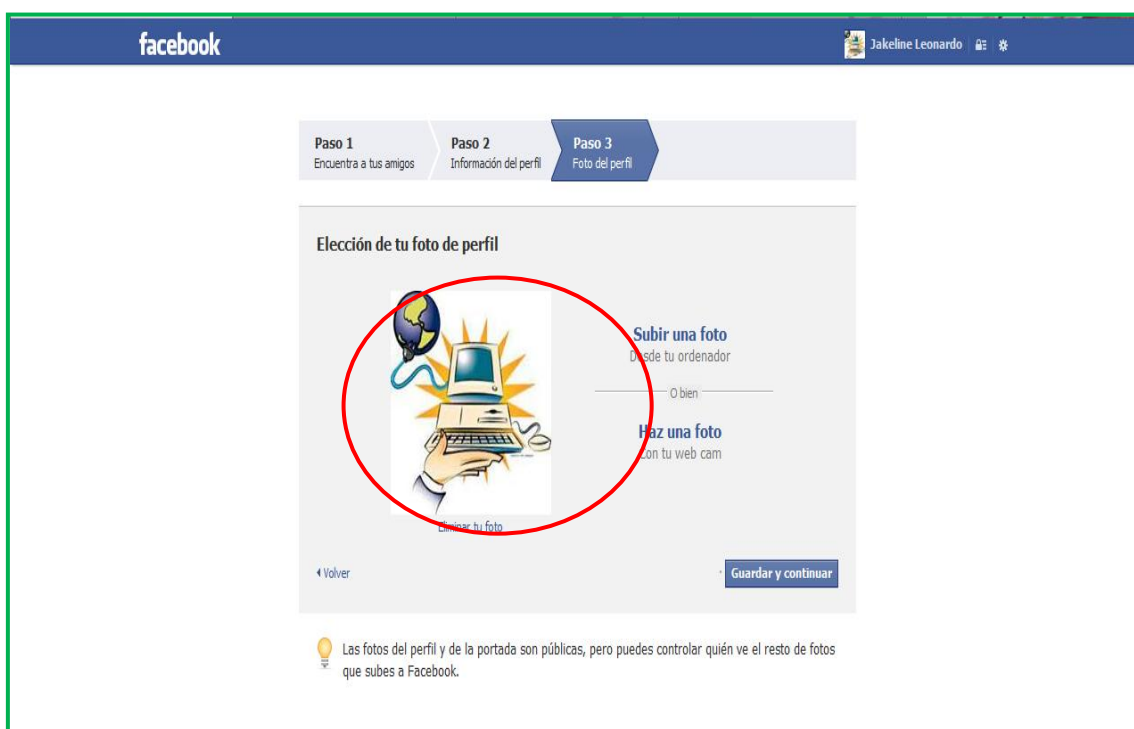 facebook
Jakeline Leonardo
Paso 1
Encuentra a tus amigos
Paso 2
Información del perfil
Paso 3
Foto del perfil
Elección de tu foto de perfil
Subir una foto
Desde tu ordenador
O bien
Haz una foto
Con tu web cam
Eliminar tu foto
Volver
Guardar y continuar
Las fotos del perfil y de la portada son públicas, pero puedes controlar quién ve el resto de fotos
que subes a Facebook.